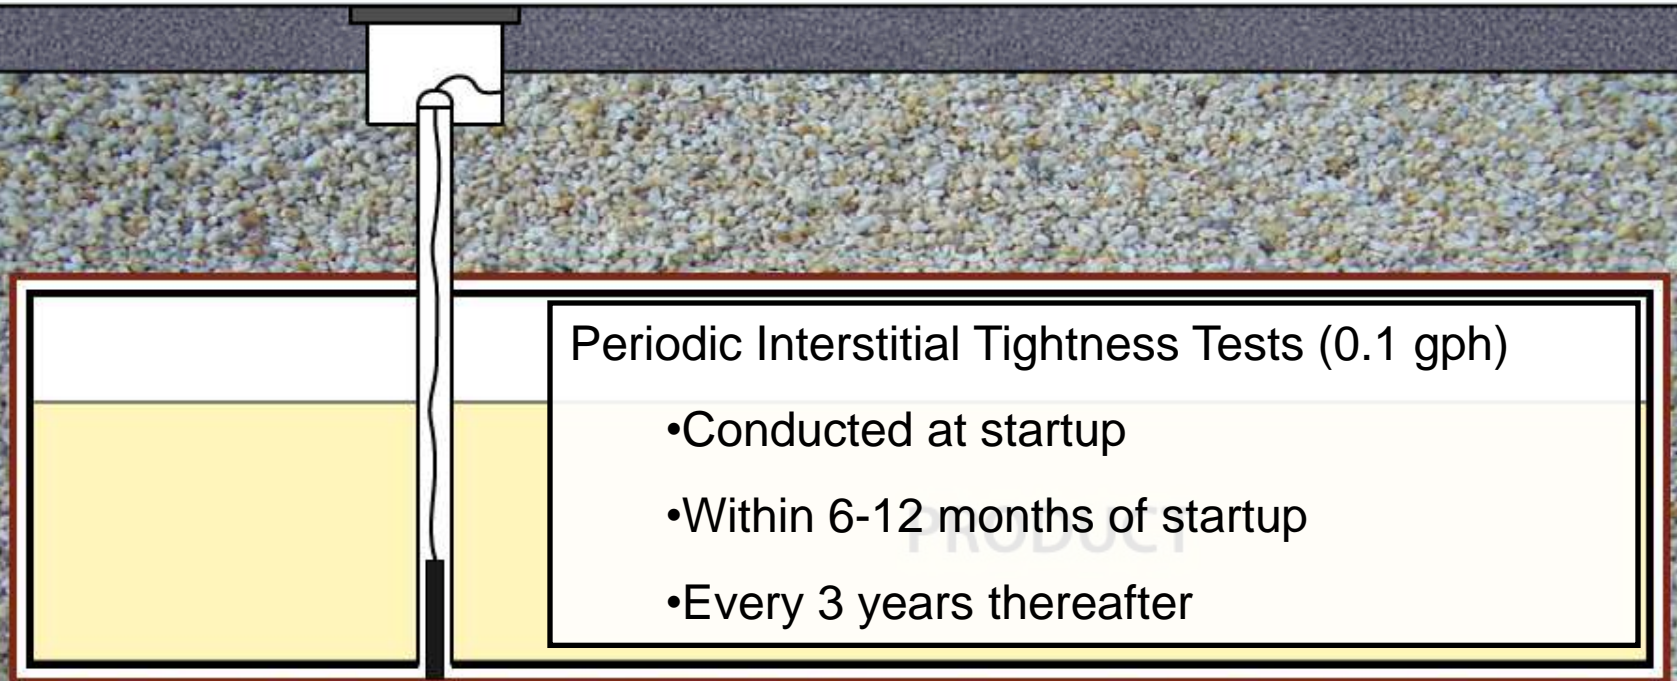 Periodic Interstitial Tightness Tests (0.1 gph)
•Conducted at startup
•Within 6-12 months of startup
PRODUCT
•Every 3 years thereafter